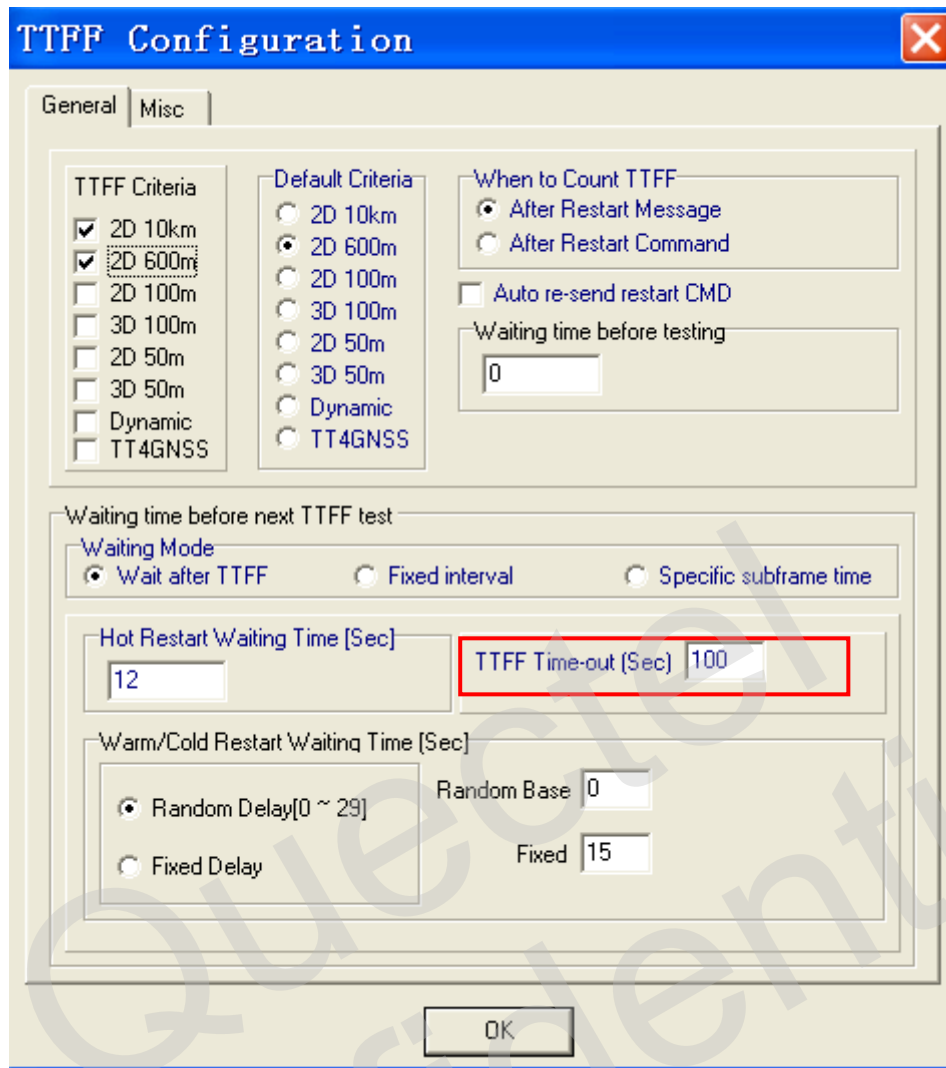 TTFF Configuration
General
Misc
TTFF Criteria
2D 10km
2D 600m
2D 100m
3D 100m
2D 50m
3D 50m
Dynamic
TT4GNSS
Default Criteria
2D 10km
2D 600m
2D 100m
3D 100m
2D 50m
3D 50m
Dynamic
TT4GNSS
When to Count TTFF
After Restart Message
After Restart Command
Auto re-send restart CMD
Waiting time before testing
0
Waiting time before next TTFF test
Waiting Mode
Wait after TTFF
Fixed interval
Specific subframe time
Hot Restart Waiting Time [Sec]
12
TTFF Time-out (Sec) 100
Warm/Cold Restart Waiting Time [Sec]
Random Delay[0 ~ 29]
Fixed Delay
Random Base 0
Fixed 15
OK
Quectel